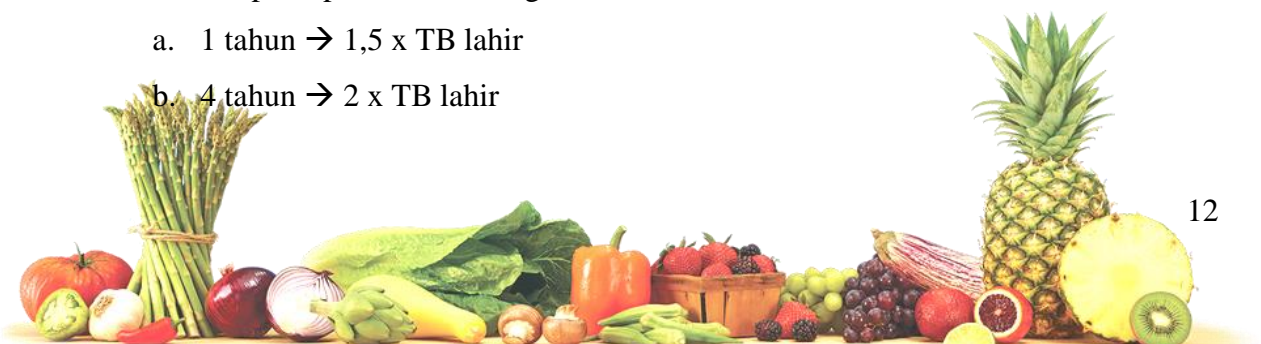 a. 1 tahun → 1,5 x TB lahir
b. 4 tahun → 2 x TB lahir
12